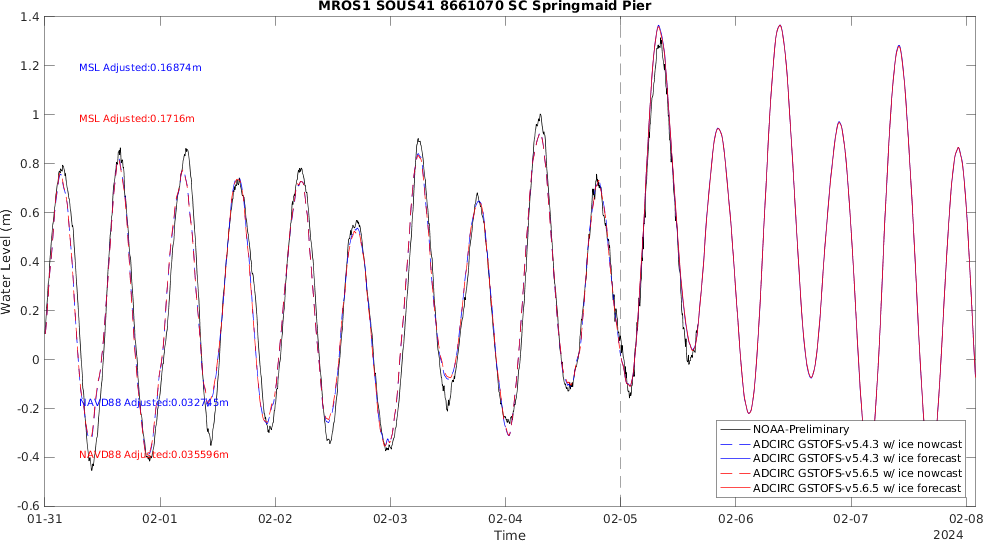 MROS1 SOUS41 8661070 SC Springmaid Pier
1.4
1.2
1
0.8
0.6
0.4
0.2
0
-0.2
-0.4
-0.6
Water Level (m)
MSL Adjusted:0.16874m
MSL Adjusted:0.1716m
NAVD88 Adjusted:0.032745m
NAVD88 Adjusted:0.035596m
NOAA-Preliminary
ADCIRC GSTOFS-v5.4.3 w/ ice nowcast
ADCIRC GSTOFS-v5.4.3 w/ ice forecast
ADCIRC GSTOFS-v5.6.5 w/ ice nowcast
ADCIRC GSTOFS-v5.6.5 w/ ice forecast
01-31 02-01 02-02 02-03 02-04 02-05 02-06 02-07 02-08
Time
2024